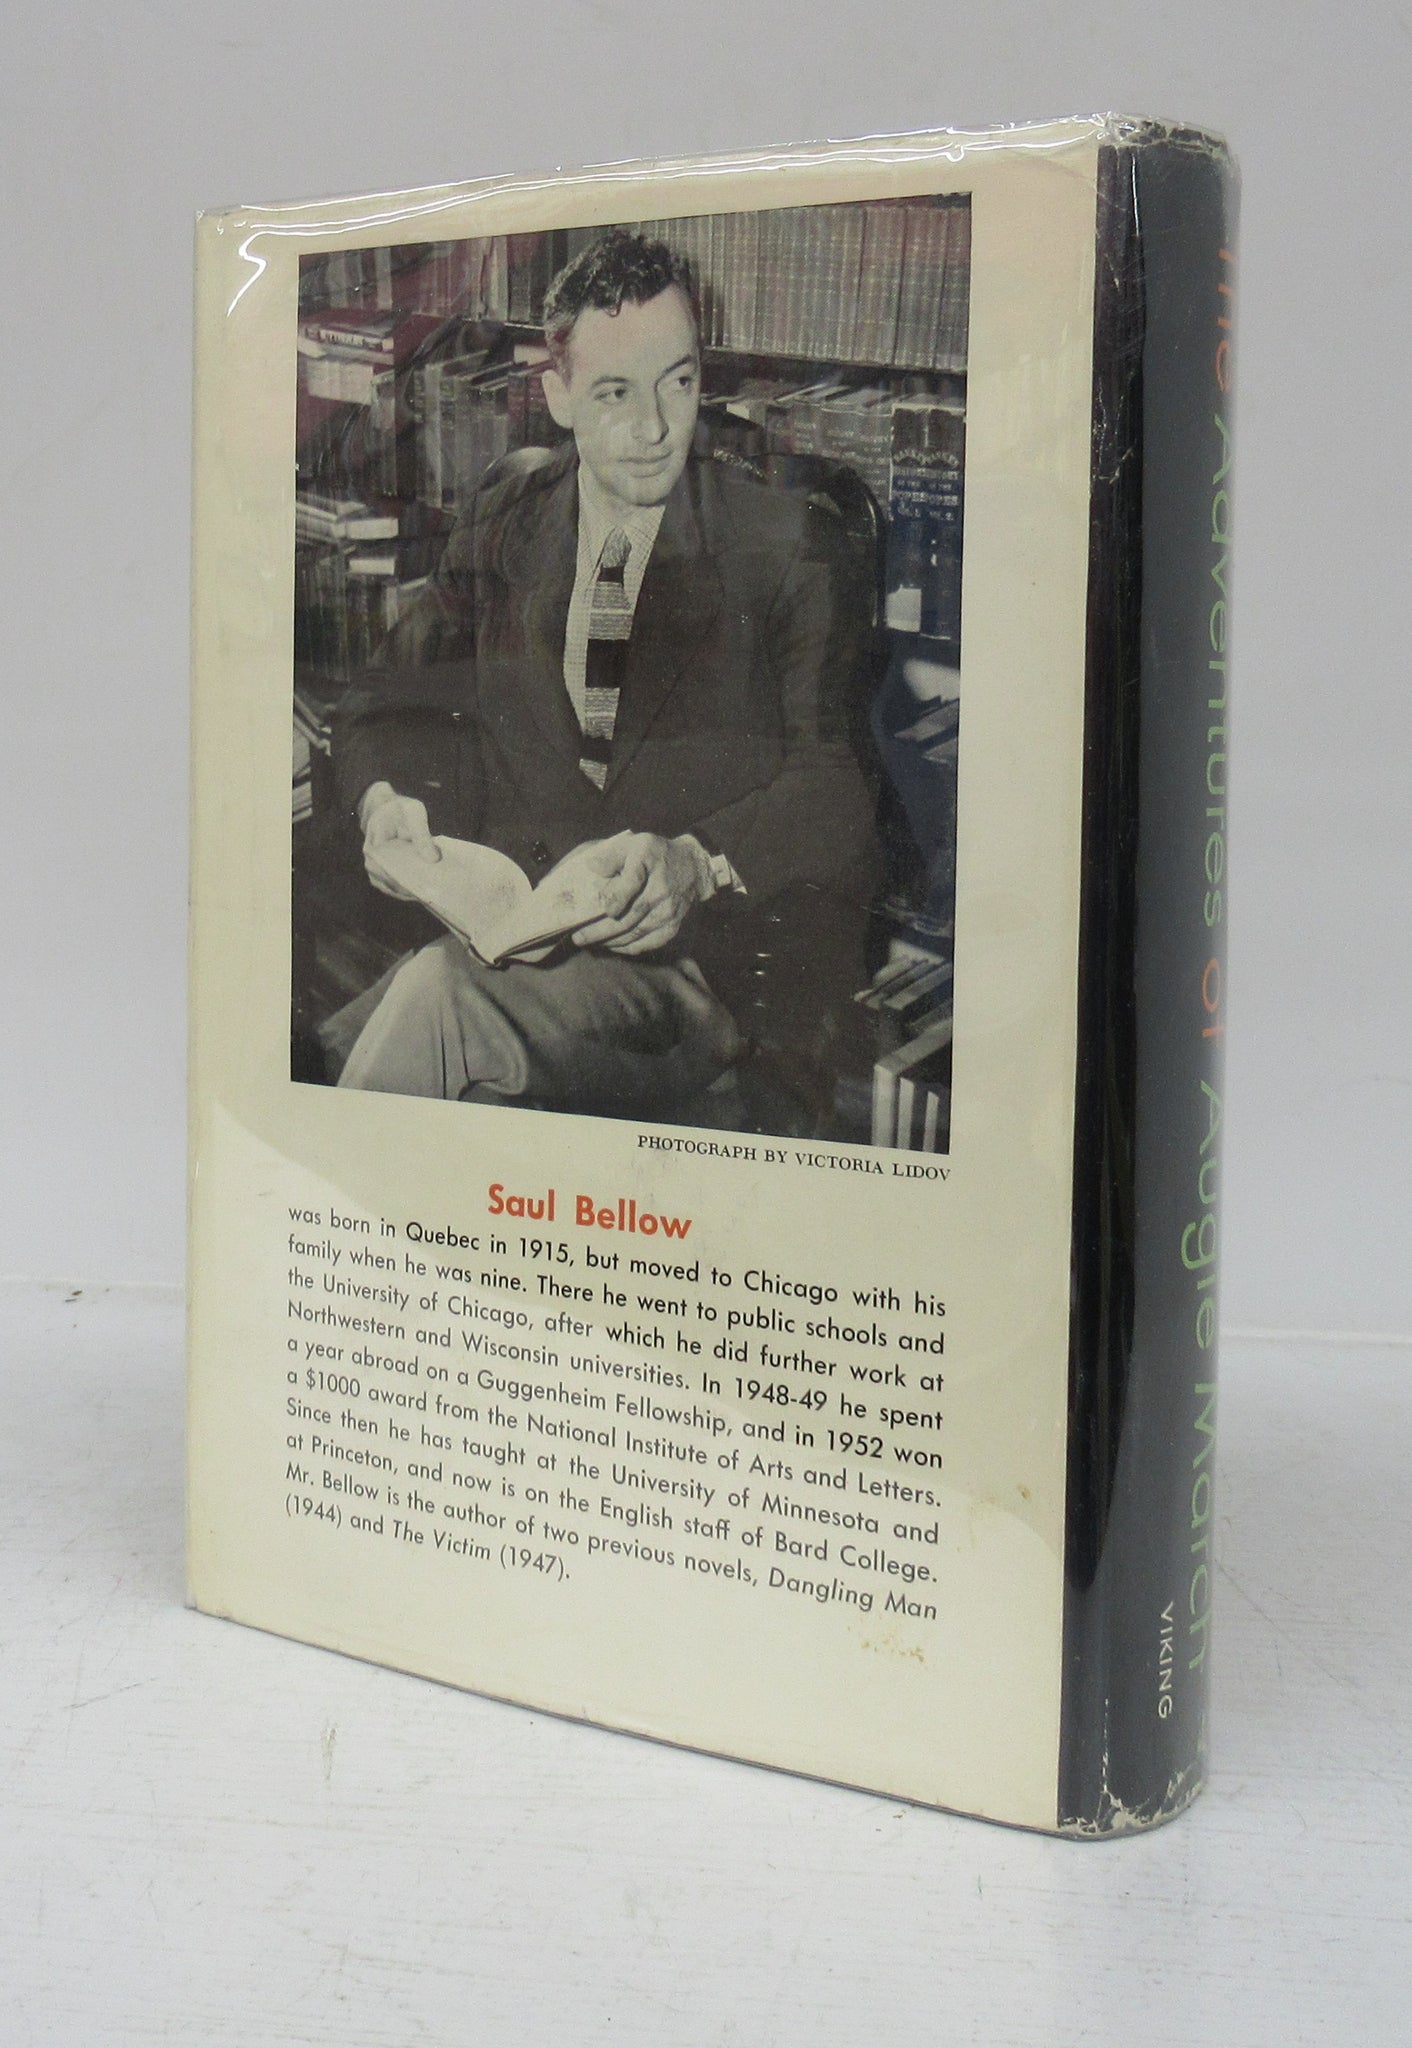 PHOTOGRAPH BY VICTORIA LIDOV
Saul Bellow
was born in Quebec in 1915, but moved to Chicago with his
family when he was nine. There he went to public schools and
the University of Chicago, after which he did further work at
Northwestern and Wisconsin universities. In 1948-49 he spent
a year abroad on a Guggenheim Fellowship, and in 1952 won
a $1000 award from the National Institute of Arts and Letters.
Since then he has taught at the University of Minnesota and
at Princeton, and now is on the English staff of Bard College.
Mr. Bellow is the author of two previous novels, Dangling Man
(1944) and The Victim (1947).
The Adventures of Augie March
VIKING